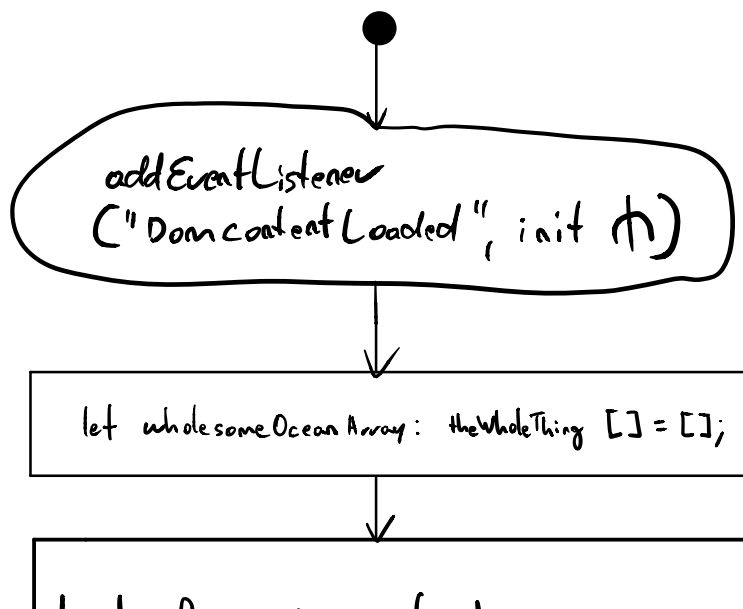 addEventListener
("DomcontentLoaded", init ⋔)
let wholesomeOceanArray: theWholeThing [] = [];